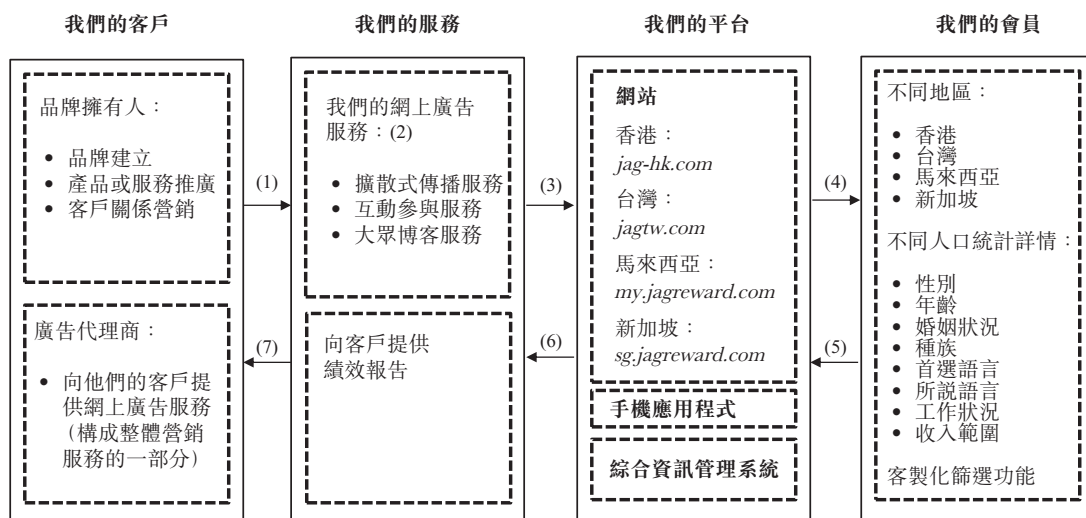 我們的客戶
我們的服務
我們的平台
我們的會員
品牌擁有人：
• 品牌建立
• 產品或服務推廣
• 客戶關係營銷
廣告代理商：
• 向他們的客戶提
供網上廣告服務
（構成整體營銷
服務的一部分）
(1)
(7)
我們的網上廣告
服務：(2)
• 擴散式傳播服務
• 互動參與服務
• 大眾博客服務
向客戶提供
績效報告
(3)
(6)
網站
香港：
jag-hk.com
台灣：
jagtw.com
馬來西亞：
my.jagreward.com
新加坡：
sg.jagreward.com
手機應用程式
綜合資訊管理系統
(4)
(5)
不同地區：
• 香港
• 台灣
• 馬來西亞
• 新加坡
不同人口統計詳情：
• 性別
• 年齡
• 婚姻狀況
• 種族
• 首選語言
• 所説語言
• 工作狀況
• 收入範圍
客製化篩選功能